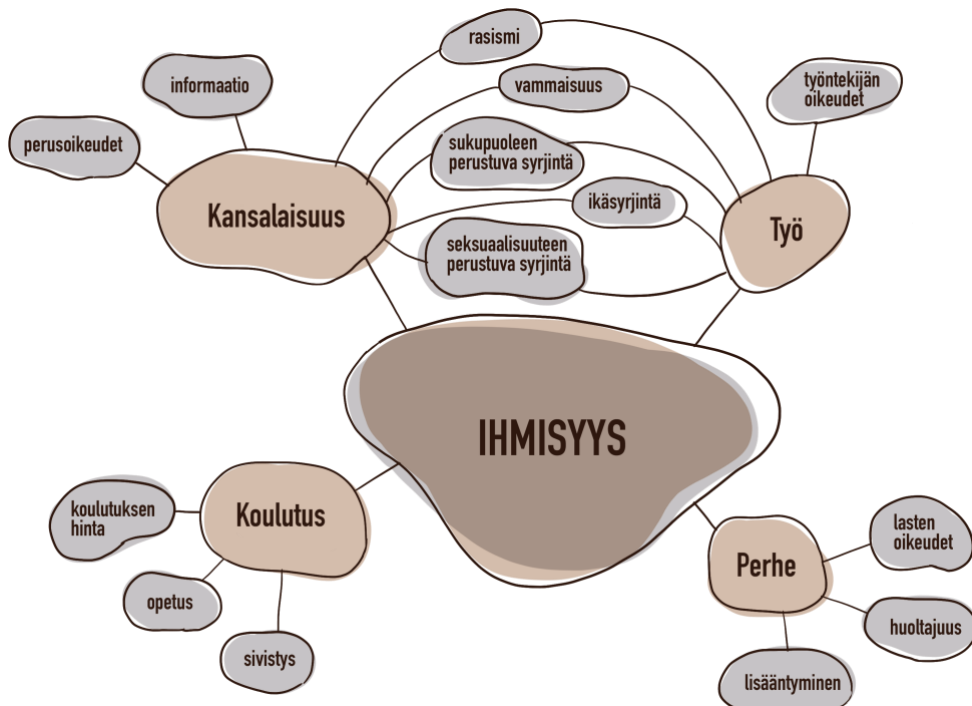 rasismi
informaatio
vammaisuus
työntekijän
oikeudet
perusoikeudet
sukupuoleen
perustuva syrjintä
Kansalaisuus
ikäsyrjintä
Työ
seksuaalisuuteen
perustuva syrjintä
IHMISYYS
koulutuksen
hinta
Koulutus
opetus
sivistys
Perhe
lasten
oikeudet
huoltajuus
lisääntyminen